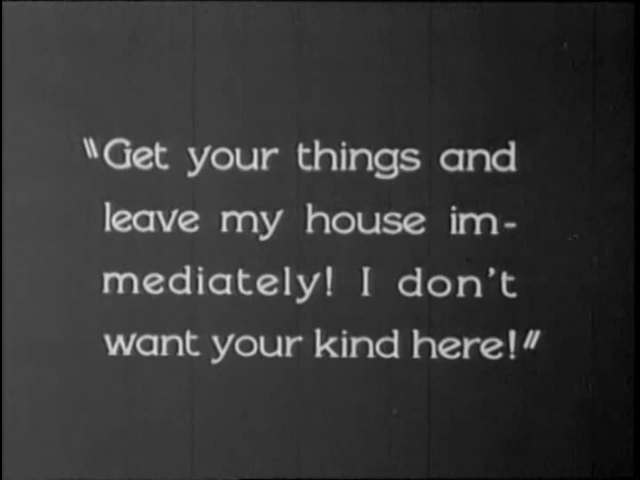 "Get your things and
leave my house im-
mediately! I don't
want your kind here!"